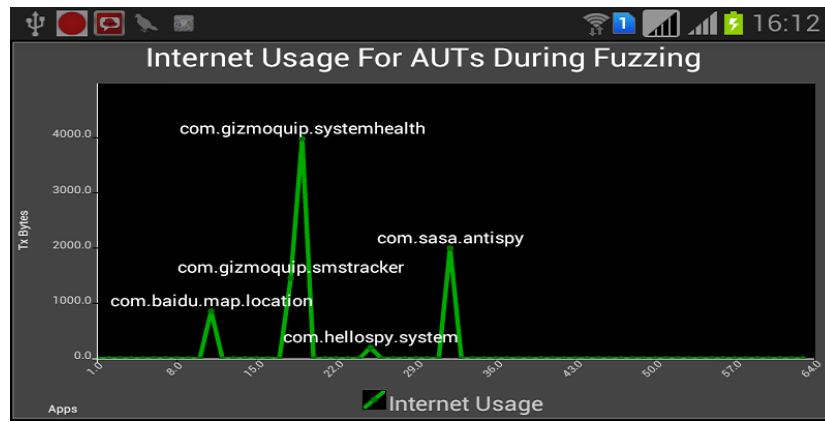 1 16:12
Internet Usage For AUTs During Fuzzing
com.gizmoquip.systemhealth
4000.0
3000.0
Tx Bytes
com.sasa.antispy
2000.0
com.gizmoquip.smstracker
com.baidu.map.location
1000.0
com.hellospy.system
0.0
1.0 8.0 15.0 22.0 29.0 36.0 43.0 50.0 57.0 64.0
Internet Usage
Apps